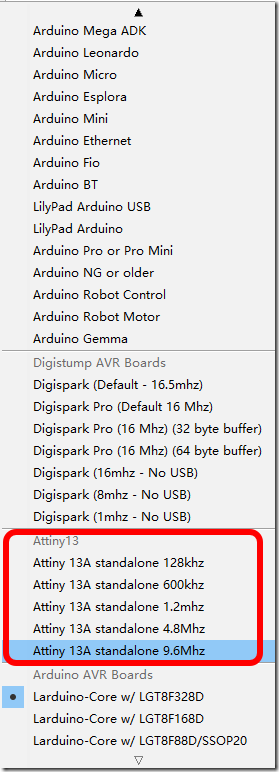 Arduino Mega ADK
Arduino Leonardo
Arduino Micro
Arduino Esplora
Arduino Mini
Arduino Ethernet
Arduino Fio
Arduino BT
LilyPad Arduino USB
LilyPad Arduino
Arduino Pro or Pro Mini
Arduino NG or older
Arduino Robot Control
Arduino Robot Motor
Arduino Gemma
Digistump AVR Boards
Digispark (Default - 16.5mhz)
Digispark Pro (Default 16 Mhz)
Digispark Pro (16 Mhz) (32 byte buffer)
Digispark Pro (16 Mhz) (64 byte buffer)
Digispark (16mhz - No USB)
Digispark (8mhz - No USB)
Digispark (1mhz - No USB)
Attiny13
Attiny 13A standalone 128khz
Attiny 13A standalone 600khz
Attiny 13A standalone 1.2mhz
Attiny 13A standalone 4.8Mhz
Attiny 13A standalone 9.6Mhz
Arduino AVR Boards
Larduino-Core w/ LGT8F328D
Larduino-Core w/ LGT8F168D
Larduino-Core w/ LGT8F88D/SSOP20